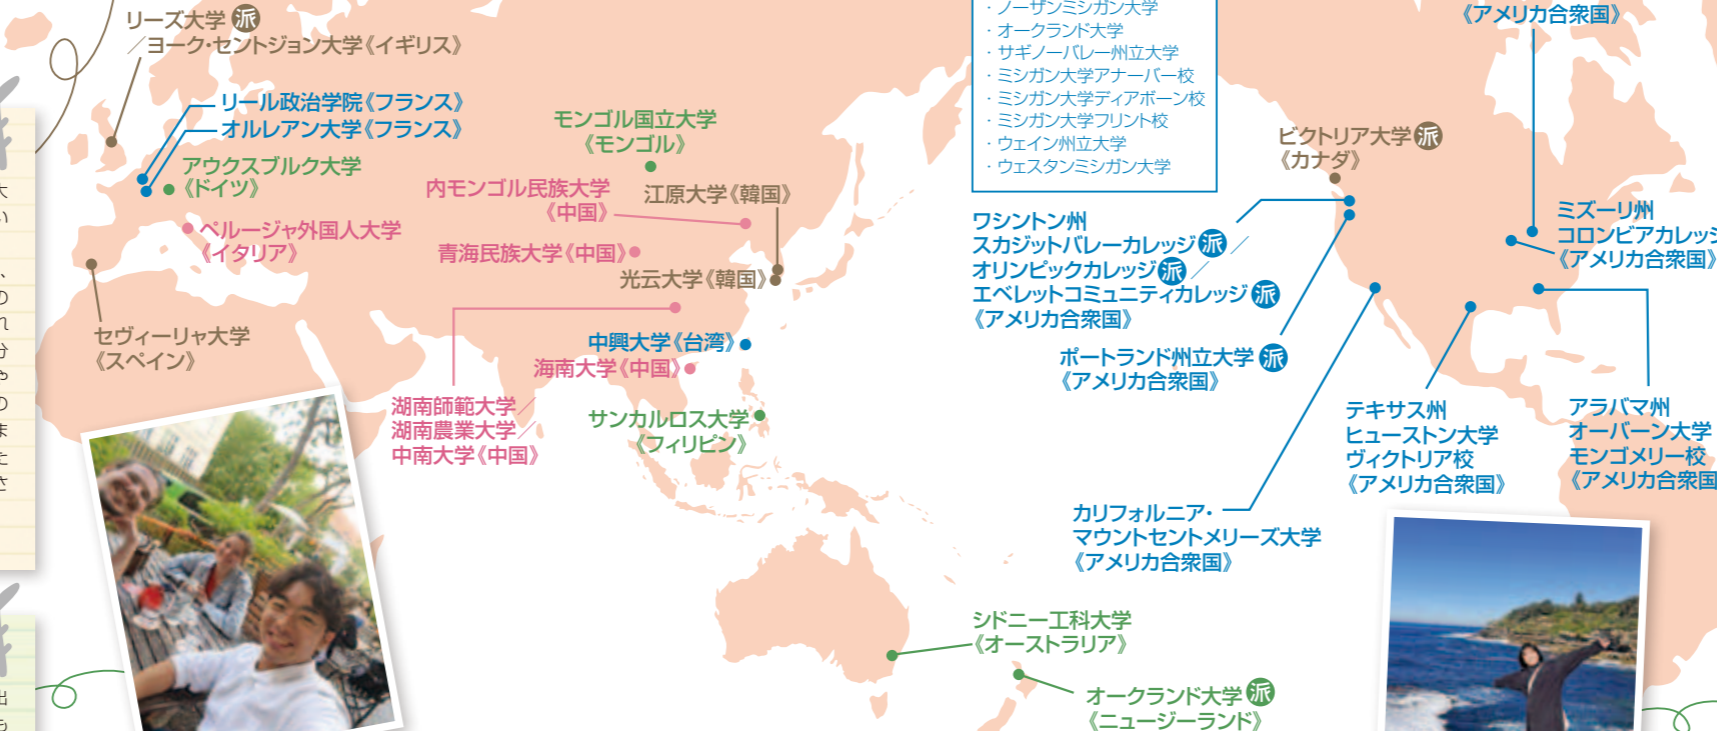 リーズ大学 派
／ヨーク・セントジョン大学《イギリス》
リール政治学院《フランス》
オルレアン大学《フランス》
アウクスブルク大学
《ドイツ》
ペルージャ外国人大学
《イタリア》
セヴィーリャ大学
《スペイン》
モンゴル国立大学
《モンゴル》
内モンゴル民族大学
《中国》
江原大学《韓国》
青海民族大学《中国》
光云大学《韓国》
中興大学《台湾》
海南大学《中国》
湖南師範大学／
湖南農業大学／
中南大学《中国》
サンカルロス大学
《フィリピン》
・ノーザンミシガン大学
・オークランド大学
・サギノーバレー州立大学
・ミシガン大学アナーバー校
・ミシガン大学ディアボーン校
・ミシガン大学フリント校
・ウェイン州立大学
・ウェスタンミシガン大学
《アメリカ合衆国》
ビクトリア大学 派
《カナダ》
ワシントン州
スカジットバレーカレッジ 派 ／
オリンピックカレッジ 派 ／
エベレットコミュニティカレッジ 派
《アメリカ合衆国》
ポートランド州立大学 派
《アメリカ合衆国》
ミズーリ州
コロンビアカレッジ
《アメリカ合衆国》
テキサス州
ヒューストン大学
ヴィクトリア校
《アメリカ合衆国》
アラバマ州
オーバーン大学
モンゴメリー校
《アメリカ合衆国
カリフォルニア・
マウントセントメリーズ大学
《アメリカ合衆国》
シドニー工科大学
《オーストラリア》
オークランド大学 派
《ニュージーランド》